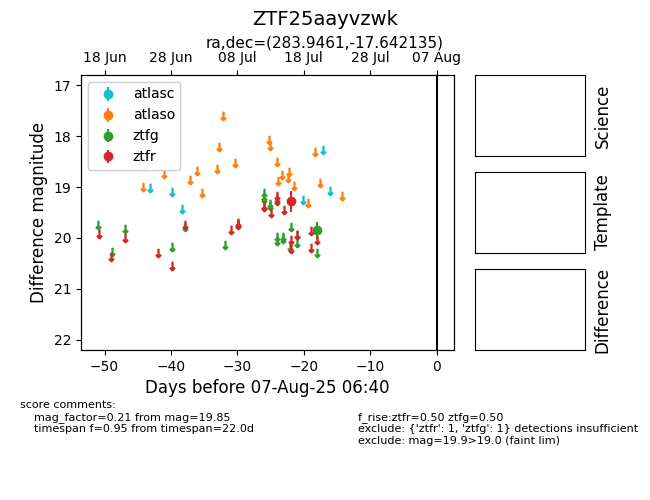 ZTF25aayvzwk
ra,dec=(283.9461,-17.642135)
18 Jun 28 Jun 08 Jul 18 Jul 28 Jul 07 Aug
17
18
19
20
21
22
Difference magnitude
atlasc
atlaso
ztfg
ztfr
−50 −40 −30 −20 −10 0
Days before 07-Aug-25 06:40
Science
Template
Difference
score comments:
mag_factor=0.21 from mag=19.85
timespan f=0.95 from timespan=22.0d
f_rise:ztfr=0.50 ztfg=0.50
exclude: {'ztfr': 1, 'ztfg': 1} detections insufficient
exclude: mag=19.9>19.0 (faint lim)